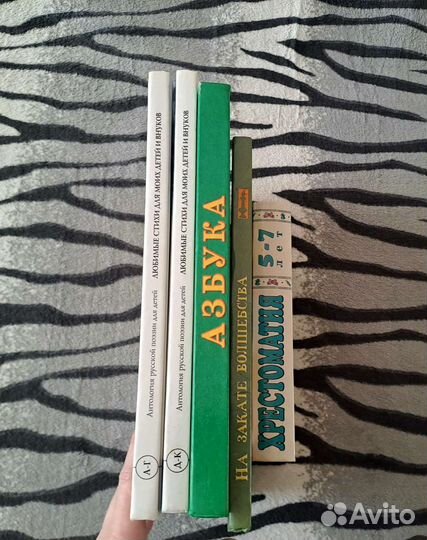 А-Г
Антология русской поэзии для детей ЛЮБИМЫЕ СТИХИ ДЛЯ МОИХ ДЕТЕЙ И ВНУКОВ
Д-К
Антология русской поэзии для детей ЛЮБИМЫЕ СТИХИ ДЛЯ МОИХ ДЕТЕЙ И ВНУКОВ
АЗБУКА
НА ЗАКАТЕ ВОЛШЕБСТВА
ХРЕСТОМАТИЯ
5-7
лет
Avito